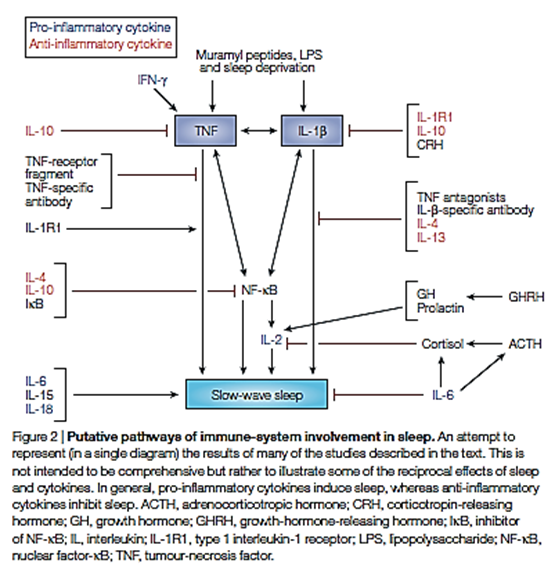 Pro-inflammatory cytokine
Anti-inflammatory cytokine
Muramyl peptides, LPS
and sleep deprivation
IFN-γ
IL-10
TNF
IL-1β
IL-1R1
IL-10
CRH
TNF-receptor
fragment
TNF-specific
antibody
TNF antagonists
IL-β-specific antibody
IL-4
IL-13
IL-1R1
IL-4
IL-10
IκB
NF-κB
GH
Prolactin
GHRH
IL-2
Cortisol
ACTH
IL-6
IL-15
IL-18
Slow-wave sleep
IL-6
Figure 2 | Putative pathways of immune-system involvement in sleep. An attempt to
represent (in a single diagram) the results of many of the studies described in the text. This is
not intended to be comprehensive but rather to illustrate some of the reciprocal effects of sleep
and cytokines. In general, pro-inflammatory cytokines induce sleep, whereas anti-inflammatory
cytokines inhibit sleep. ACTH, adrenocorticotropic hormone; CRH, corticotropin-releasing
hormone; GH, growth hormone; GHRH, growth-hormone-releasing hormone; IκB, inhibitor
of NF-κB; IL, interleukin; IL-1R1, type 1 interleukin-1 receptor; LPS, lipopolysaccharide; NF-κB,
nuclear factor-κB; TNF, tumour-necrosis factor.